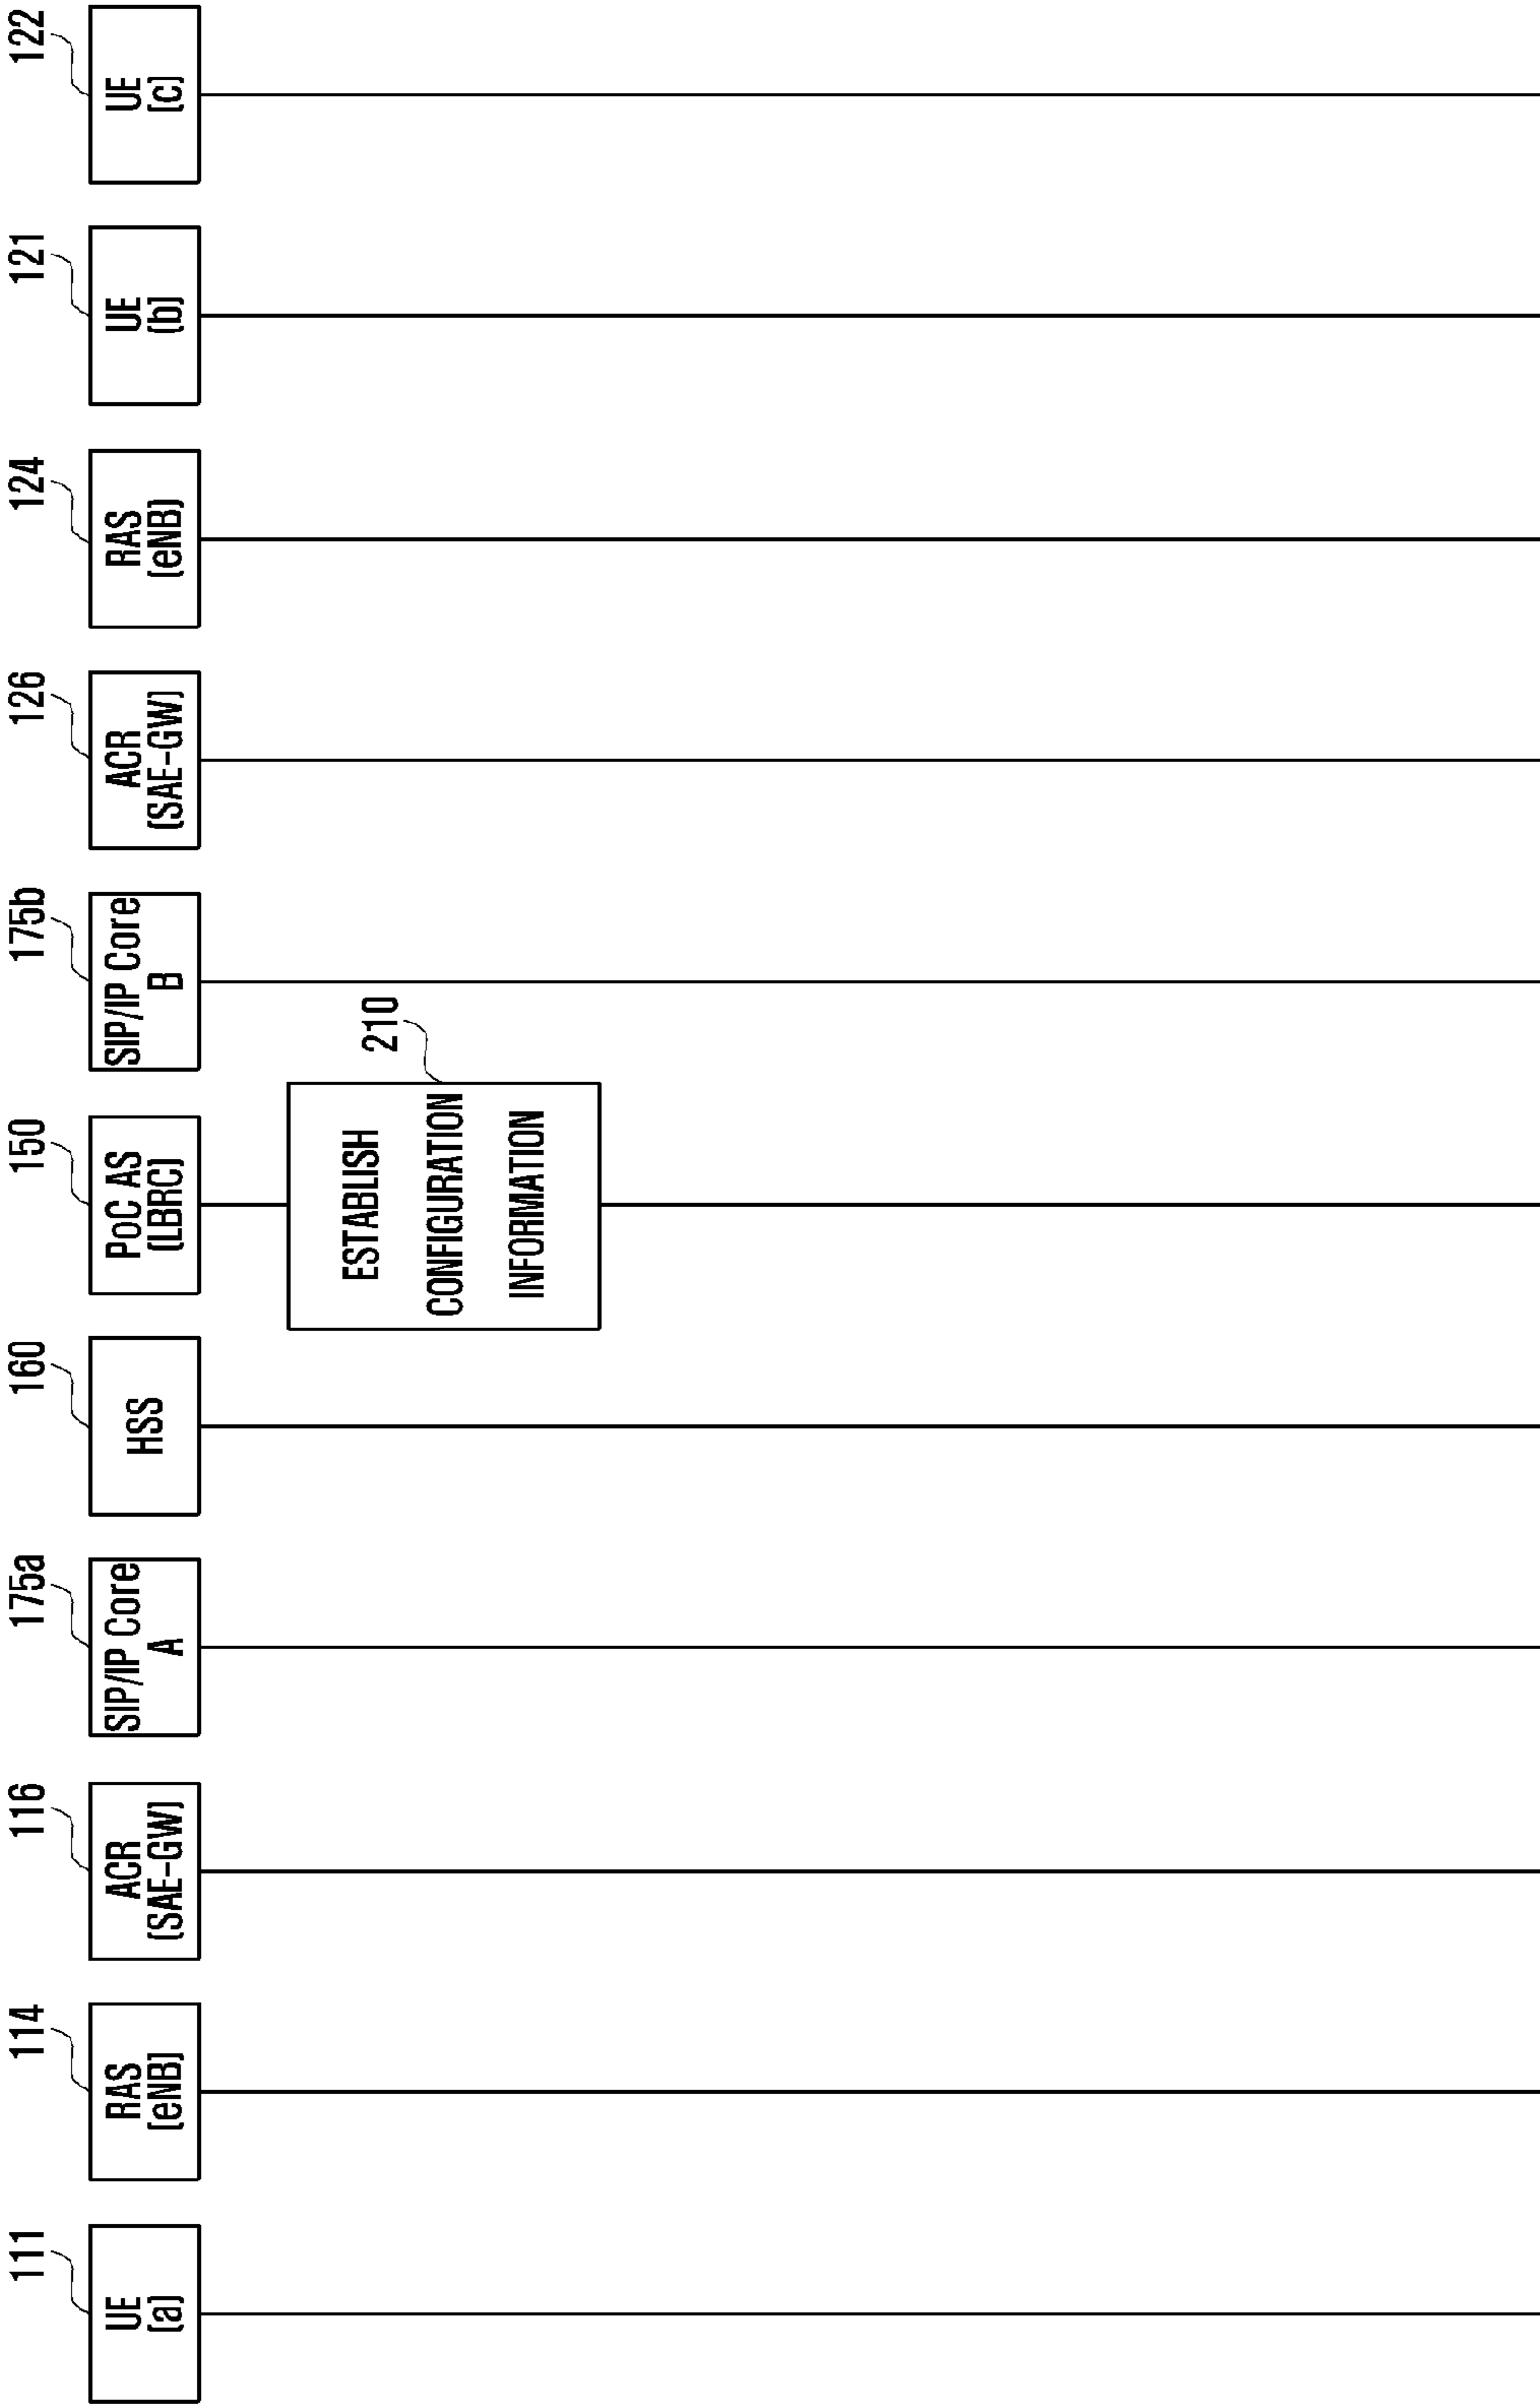 111
114
116
175a
160
150
175b
126
124
121
122
UE
(a)
RAS
(eNB)
ACR
(SAE-GW)
SIP/IP Core
A
HSS
PoC AS
(LBRC)
SIP/IP Core
B
ACR
(SAE-GW)
RAS
(eNB)
UE
(b)
UE
(c)
210
ESTABLISH
CONFIGURATION
INFORMATION